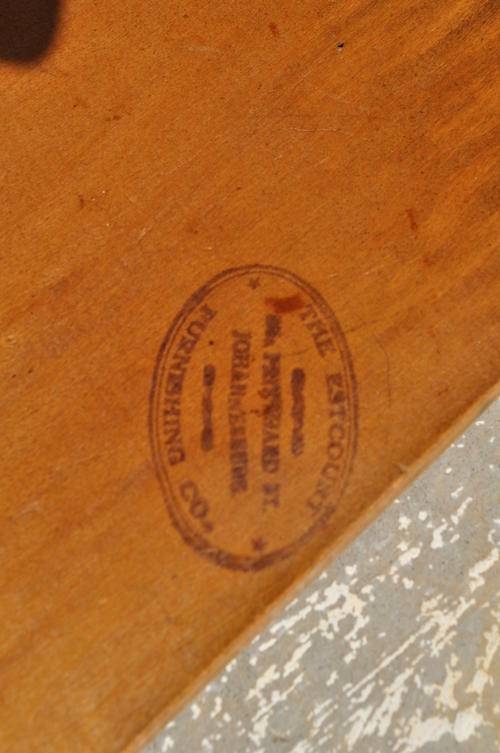 THE ESTCOURT
PRITCHARD ST.
JOHANNESBURG
FURNISHING CO.